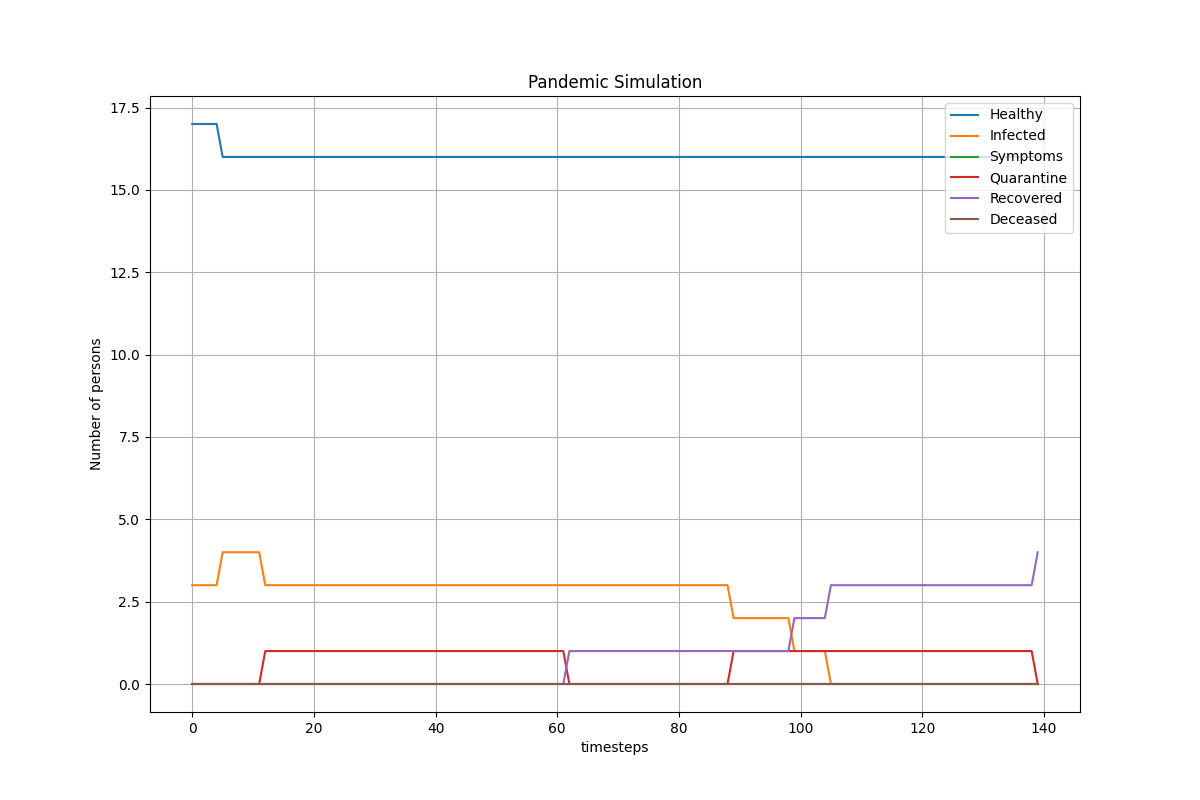 Pandemic Simulation
17.5
15.0
12.5
10.0
7.5
5.0
2.5
0.0
Number of persons
Healthy
Infected
Symptoms
Quarantine
Recovered
Deceased
0 20 40 60 80 100 120 140
timesteps